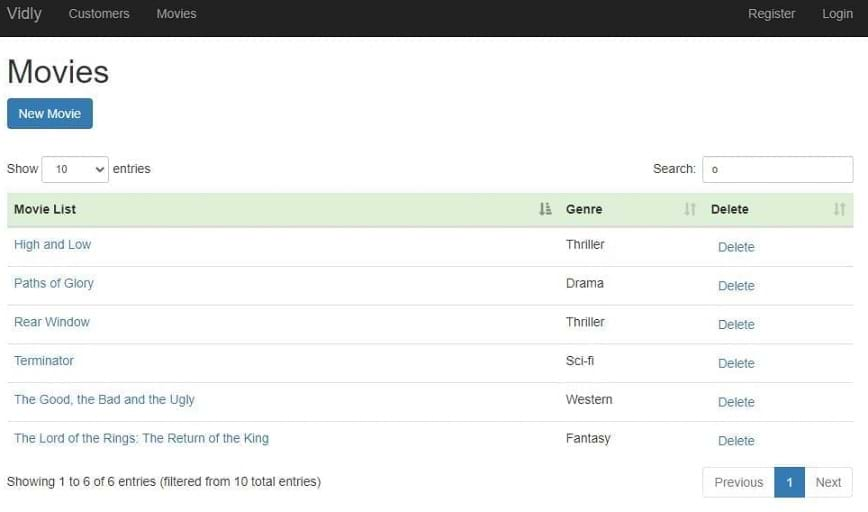 Vidly Customers Movies Register Login
Movies
New Movie
Show 10 entries Search: o
Movie List Genre Delete
High and Low Thriller Delete
Paths of Glory Drama Delete
Rear Window Thriller Delete
Terminator Sci-fi Delete
The Good, the Bad and the Ugly Western Delete
The Lord of the Rings: The Return of the King Fantasy Delete
Showing 1 to 6 of 6 entries (filtered from 10 total entries) Previous 1 Next